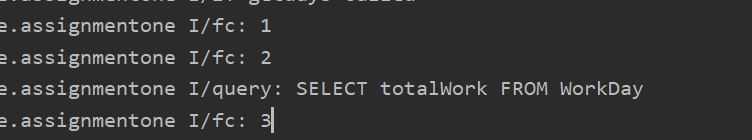 e.assignmentone I/fc: 1
e.assignmentone I/fc: 2
e.assignmentone I/query: SELECT totalWork FROM WorkDay
e.assignmentone I/fc: 3